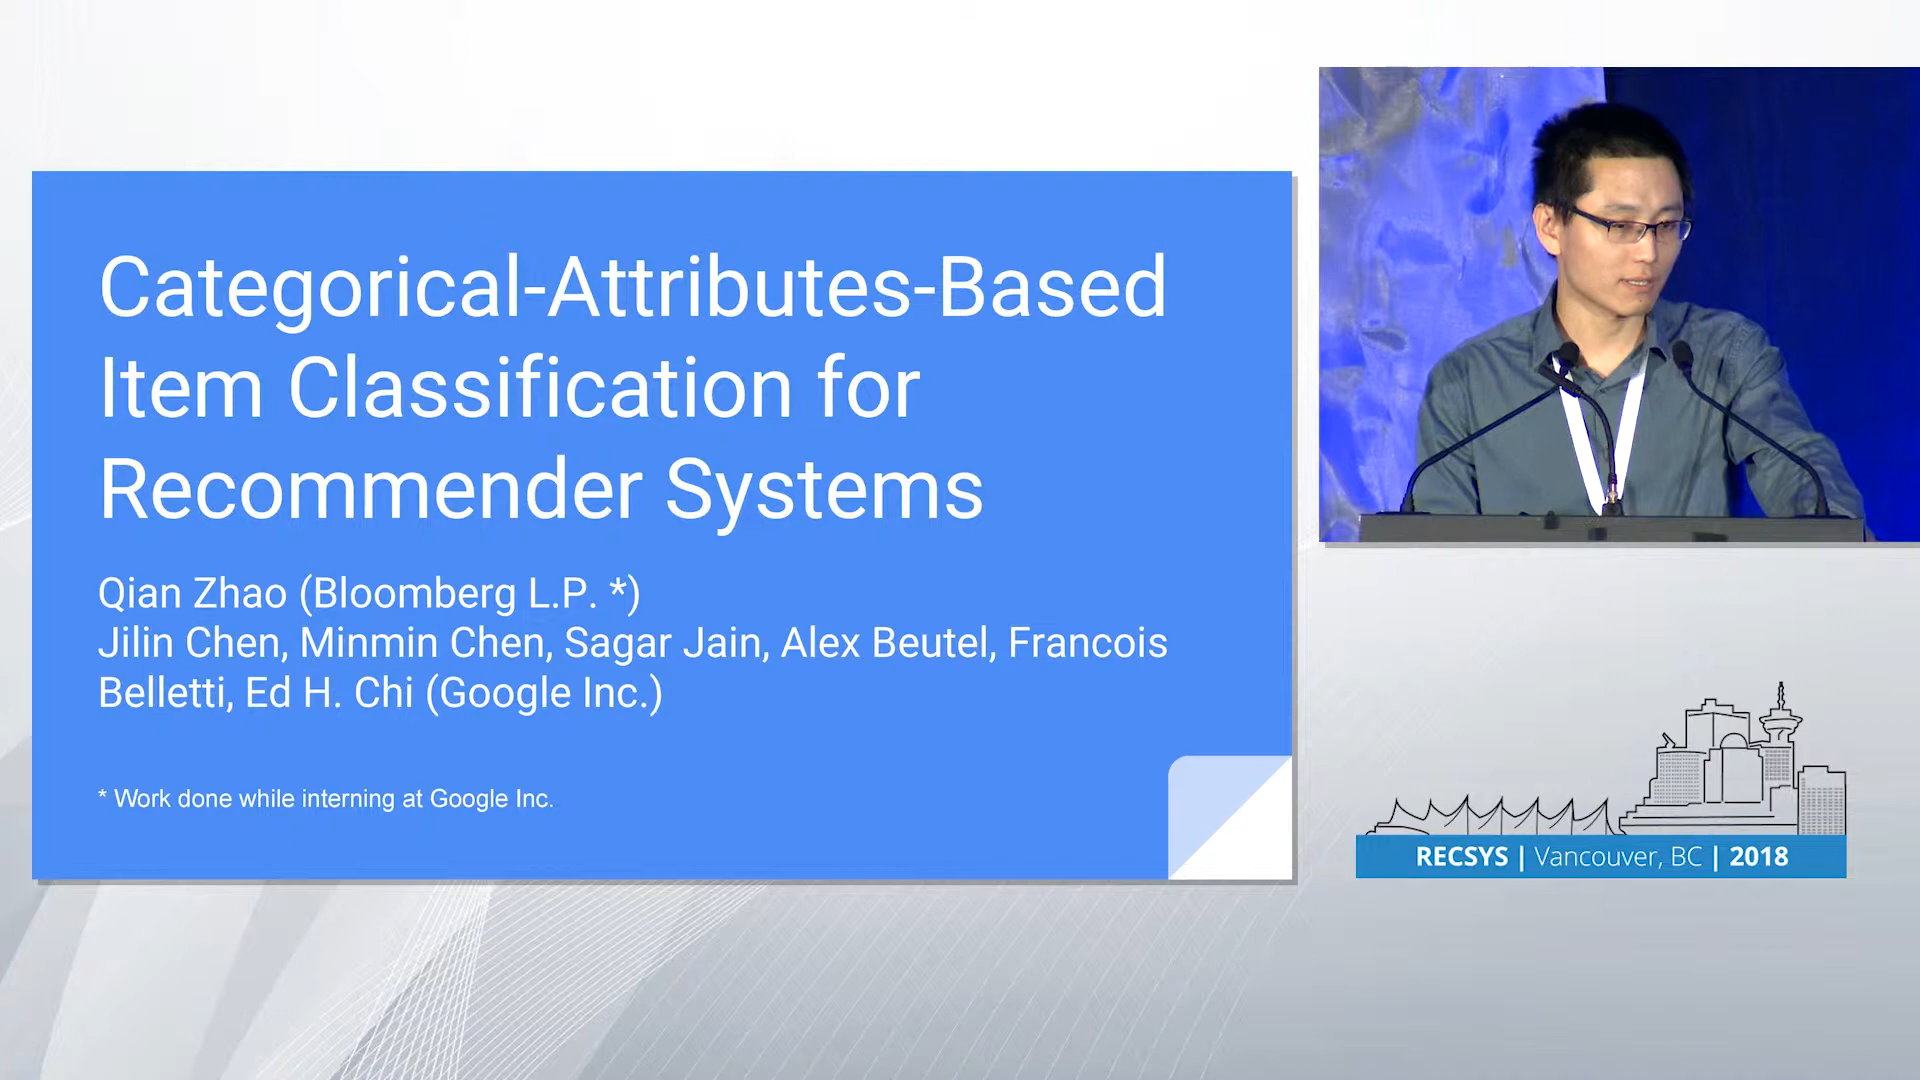 Categorical-Attributes-Based
Item Classification for
Recommender Systems
Qian Zhao (Bloomberg L.P. *)
Jilin Chen, Minmin Chen, Sagar Jain, Alex Beutel, Francois
Belletti, Ed H. Chi (Google Inc.)
* Work done while interning at Google Inc.
RECSYS | Vancouver, BC | 2018